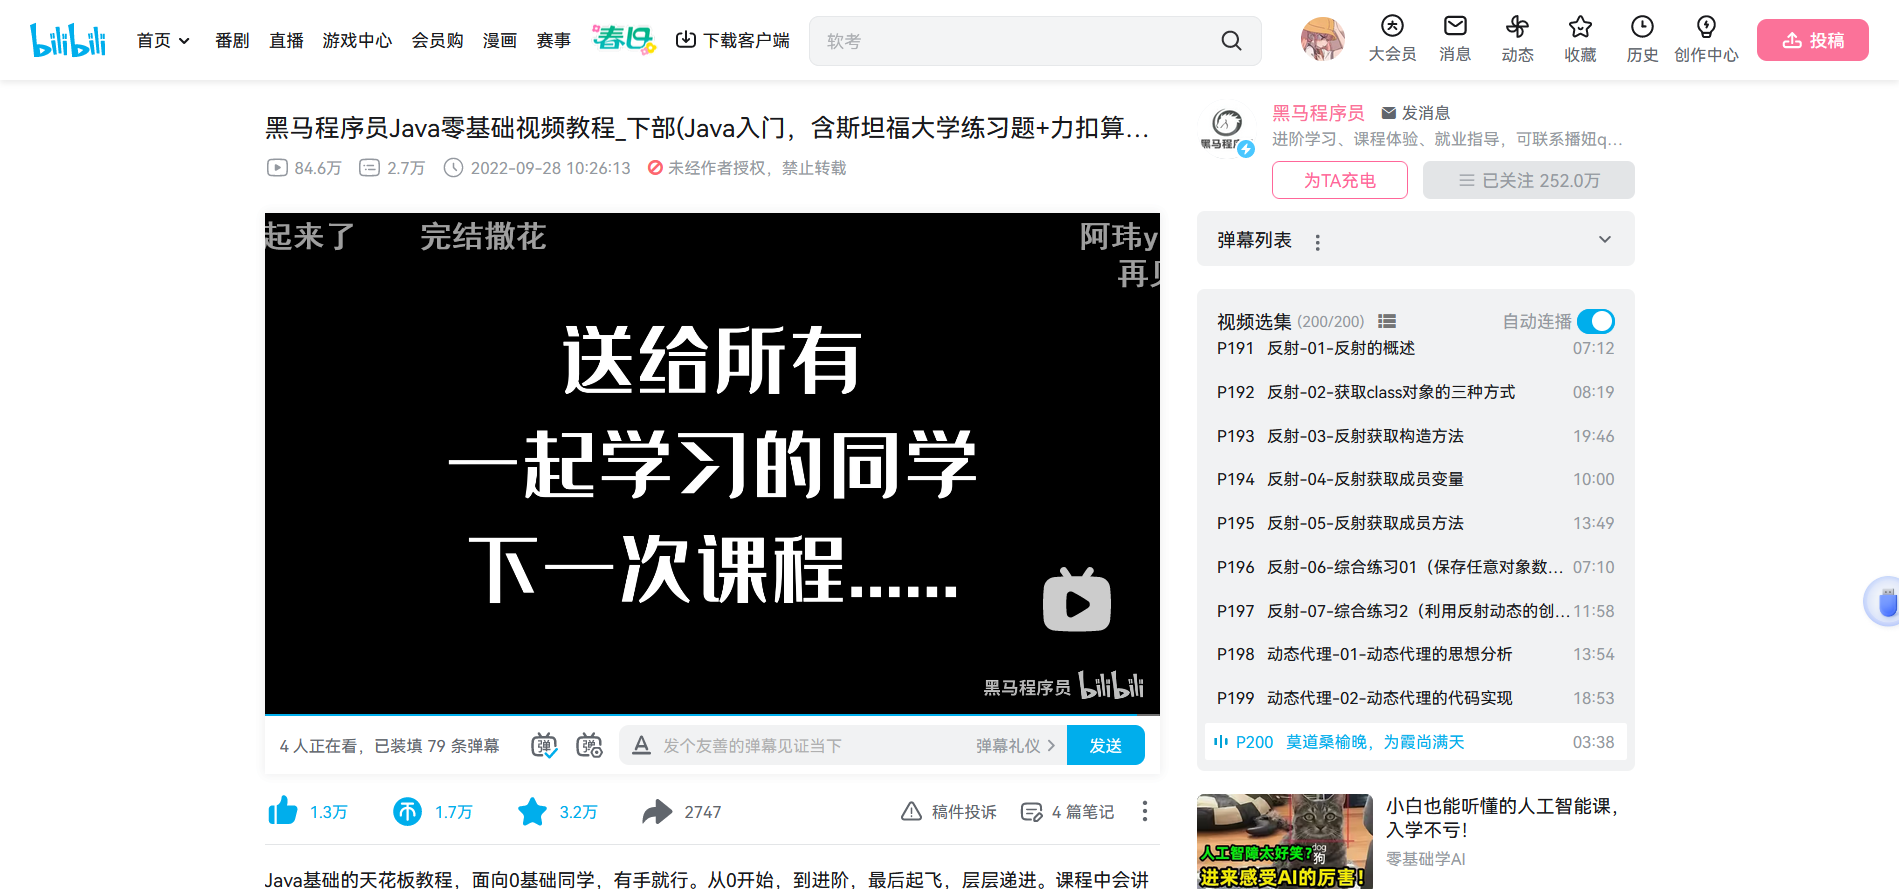 bilibili 首页 番剧 直播 游戏中心 会员购 漫画 赛事 春日 下载客户端 软考 大会员 消息 动态 收藏 历史 创作中心 投稿
黑马程序员Java零基础视频教程_下部(Java入门，含斯坦福大学练习题+力扣算…
84.6万 2.7万 2022-09-28 10:26:13 未经作者授权，禁止转载
起来了 完结撒花 阿玮y
再见
送给所有
一起学习的同学
下一次课程......
黑马程序员 bilibili
4 人正在看，已装填 79 条弹幕 弹 弹 A 发个友善的弹幕见证当下 弹幕礼仪 发送
1.3万 1.7万 3.2万 2747 稿件投诉 4 篇笔记
Java基础的天花板教程，面向0基础同学，有手就行。从0开始，到进阶，最后起飞，层层递进。课程中会讲
黑马程序员 发消息
进阶学习、课程体验、就业指导，可联系播妞q…
为TA充电 已关注 252.0万
弹幕列表
视频选集 (200/200) 自动连播
P191 反射-01-反射的概述 07:12
P192 反射-02-获取class对象的三种方式 08:19
P193 反射-03-反射获取构造方法 19:46
P194 反射-04-反射获取成员变量 10:00
P195 反射-05-反射获取成员方法 13:49
P196 反射-06-综合练习01（保存任意对象数… 07:10
P197 反射-07-综合练习2（利用反射动态的创… 11:58
P198 动态代理-01-动态代理的思想分析 13:54
P199 动态代理-02-动态代理的代码实现 18:53
P200 莫道桑榆晚，为霞尚满天 03:38
人工智障太好笑?
dog
狗
进来感受AI的厉害!
小白也能听懂的人工智能课，
入学不亏！
零基础学AI